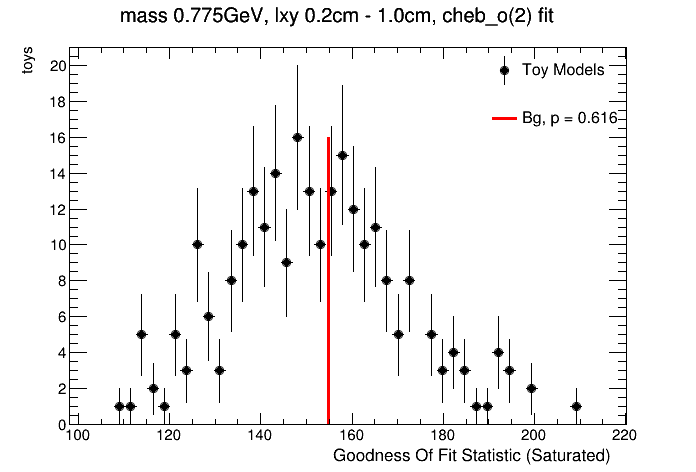 mass 0.775GeV, lxy 0.2cm - 1.0cm, cheb_o(2) fit
toys
Toy Models
Bg, p = 0.616
20
18
16
14
12
10
8
6
4
2
0
100 120 140 160 180 200 220
Goodness Of Fit Statistic (Saturated)